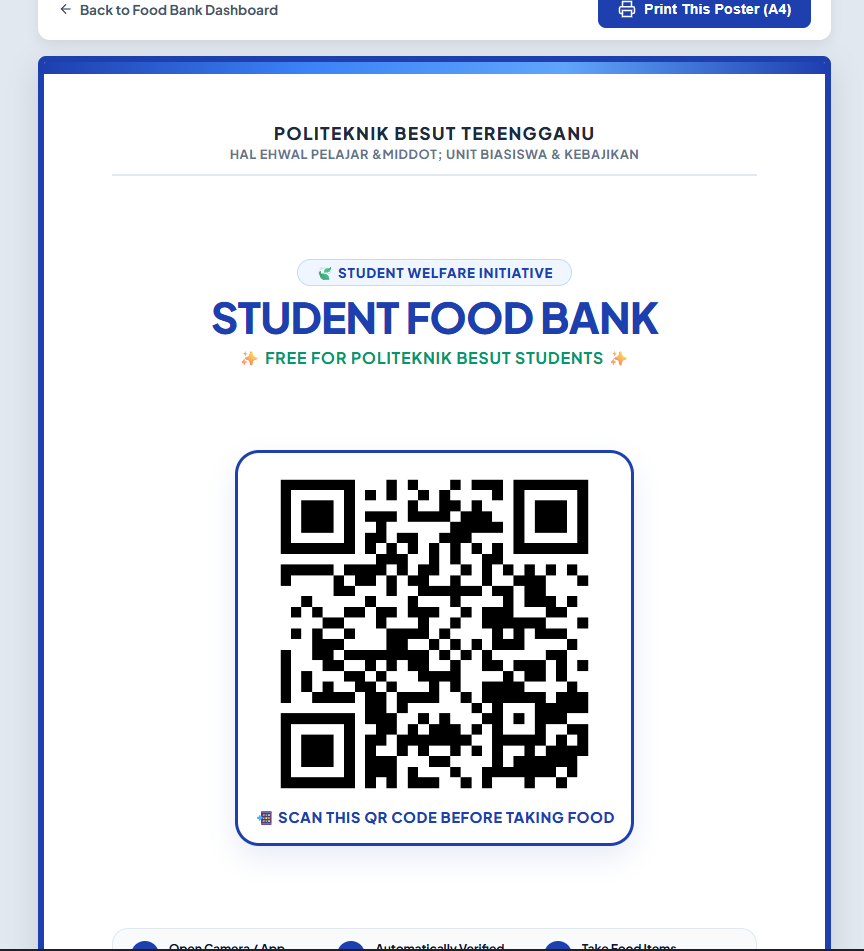 Back to Food Bank Dashboard
Print This Poster (A4)
POLITEKNIK BESUT TERENGGANU
HAL EHWAL PELAJAR &MIDDOT; UNIT BIASISWA & KEBAJIKAN
STUDENT WELFARE INITIATIVE
STUDENT FOOD BANK
FREE FOR POLITEKNIK BESUT STUDENTS
SCAN THIS QR CODE BEFORE TAKING FOOD
Open Camera / App
Automatically Verified
Take Food Items